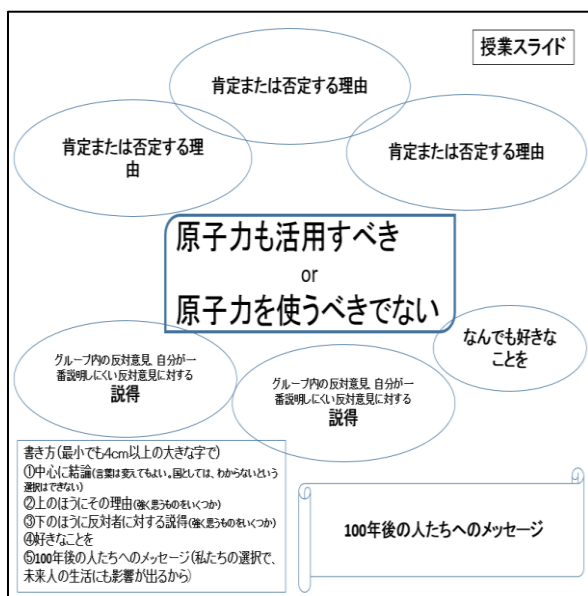 授業スライド
肯定または否定する理由
肯定または否定する理
由
肯定または否定する理由
原子力も活用すべき
or
原子力を使うべきでない
なんでも好きな
ことを
グループ内の反対意見、自分が一
番説明しにくい反対意見に対する
説得
グループ内の反対意見、自分が一
番説明しにくい反対意見に対する
説得
書き方(最小でも4cm以上の大きな字で)
①中心に結論(言葉は変えてもよい。国としては、わからないという
選択はできない)
②上のほうにその理由(強く思うものをいくつか)
③下のほうに反対者に対する説得(強く思うものをいくつか)
④好きなことを
⑤100年後の人たちへのメッセージ(私たちの選択で、
未来人の生活にも影響が出るから)
100年後の人たちへのメッセージ